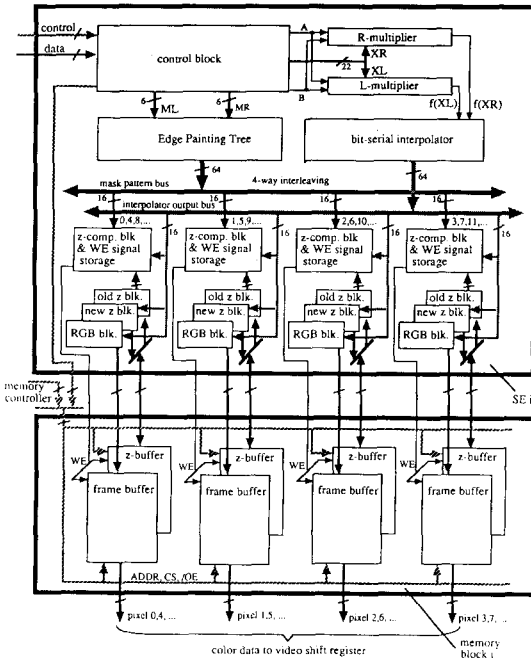 control
data
control block
A
B
R-multiplier
XR
22
XL
L-multiplier
f(XL)
f(XR)
6
ML
6
MR
Edge Painting Tree
bit-serial interpolator
64
64
mask pattern bus
4-way interleaving
16
16
16
16
interpolator output bus
0,4,8,...
1,5,9,...
2,6,10,...
3,7,11,...
16
16
16
16
z-comp. blk & WE signal storage
z-comp. blk & WE signal storage
z-comp. blk & WE signal storage
z-comp. blk & WE signal storage
old z blk.
old z blk.
old z blk.
old z blk.
new z blk.
new z blk.
new z blk.
new z blk.
RGB blk.
RGB blk.
RGB blk.
RGB blk.
memory controller
SE i
WE
z-buffer
WE
z-buffer
WE
z-buffer
WE
z-buffer
frame buffer
frame buffer
frame buffer
frame buffer
ADDR, CS, /OE
pixel 0,4, ...
pixel 1,5, ...
pixel 2,6, ...
pixel 3,7, ...
color data to video shift register
memory block i